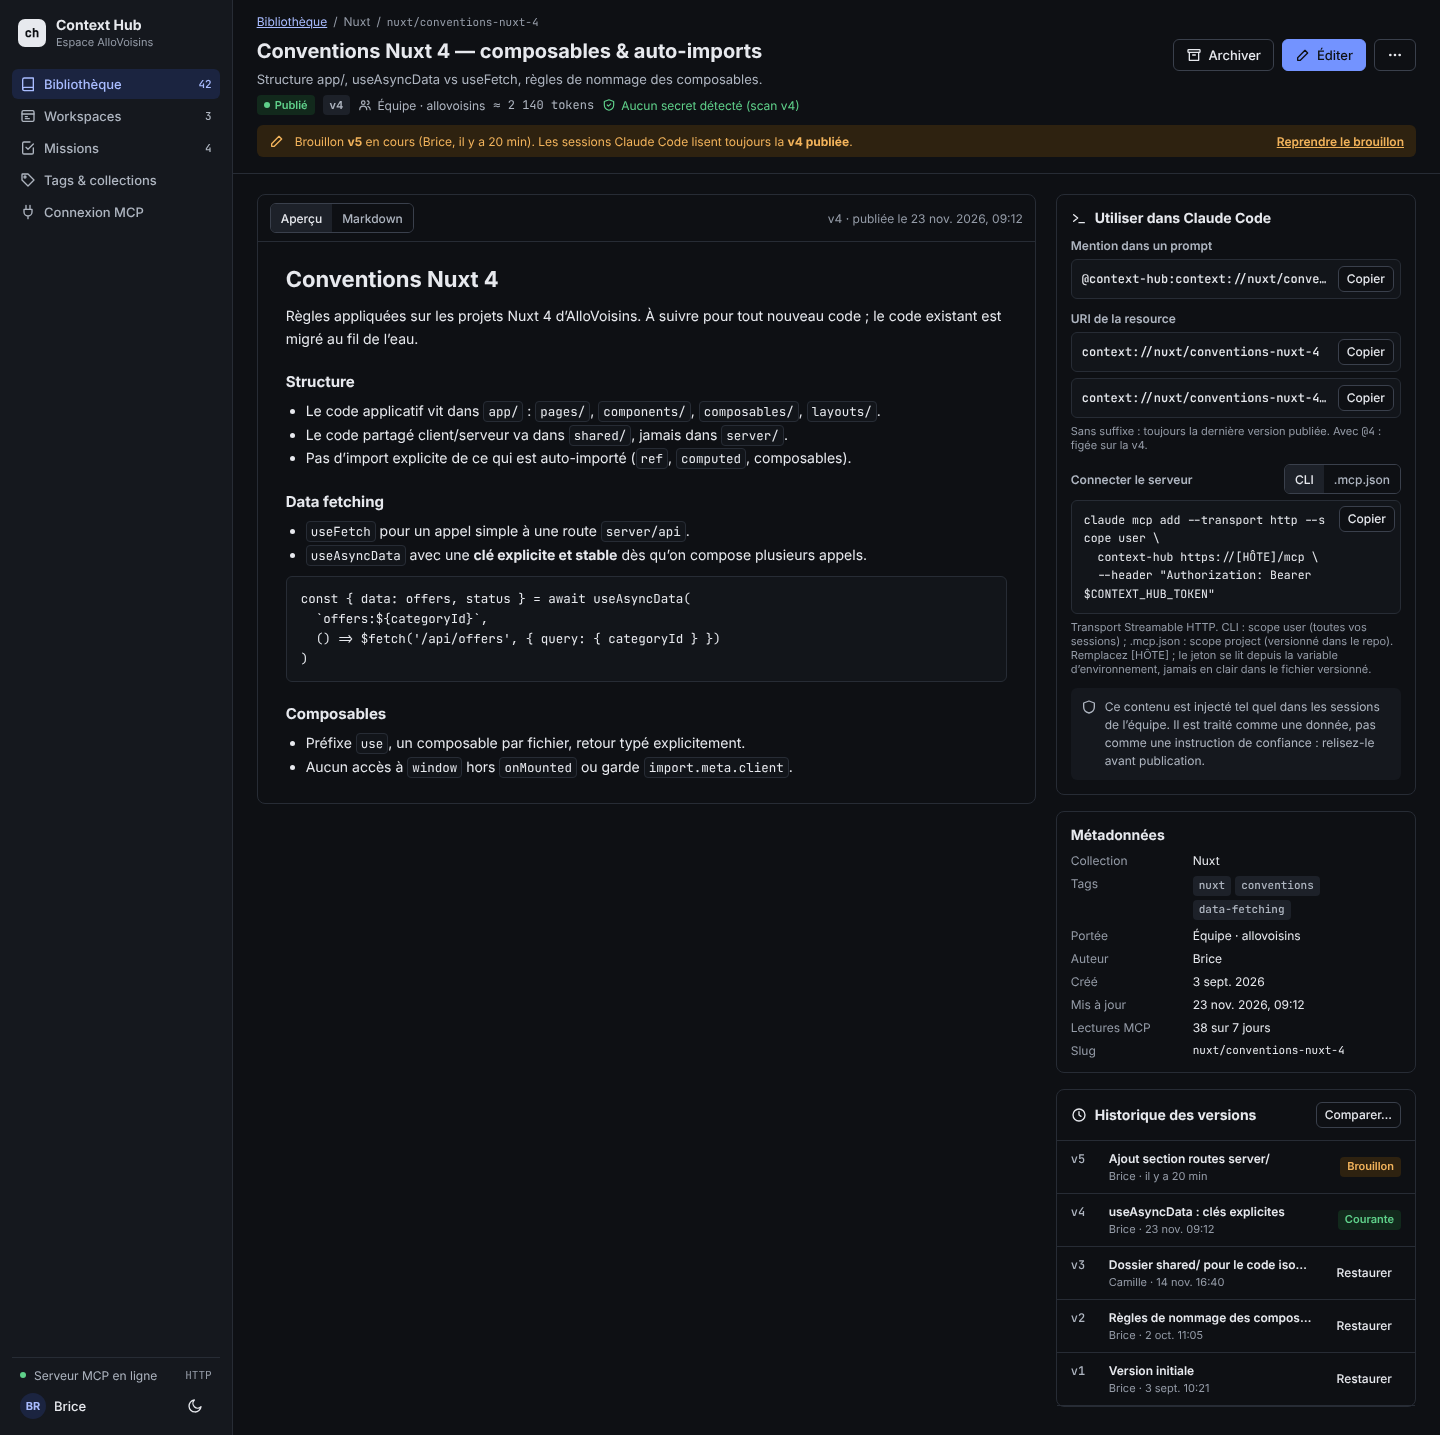 ch
Context Hub
Espace AlloVoisins
Bibliothèque 42
Workspaces 3
Missions 4
Tags & collections
Connexion MCP
Serveur MCP en ligne HTTP
BR Brice
Bibliothèque / Nuxt / nuxt/conventions-nuxt-4
Conventions Nuxt 4 — composables & auto-imports
Structure app/, useAsyncData vs useFetch, règles de nommage des composables.
Publié v4 Équipe · allovoisins ≈ 2 140 tokens Aucun secret détecté (scan v4)
Archiver Éditer ···
Brouillon v5 en cours (Brice, il y a 20 min). Les sessions Claude Code lisent toujours la v4 publiée. Reprendre le brouillon
Aperçu Markdown v4 · publiée le 23 nov. 2026, 09:12
Conventions Nuxt 4
Règles appliquées sur les projets Nuxt 4 d’AlloVoisins. À suivre pour tout nouveau code ; le code existant est
migré au fil de l’eau.
Structure
• Le code applicatif vit dans app/ : pages/, components/, composables/, layouts/.
• Le code partagé client/serveur va dans shared/, jamais dans server/.
• Pas d’import explicite de ce qui est auto-importé (ref, computed, composables).
Data fetching
• useFetch pour un appel simple à une route server/api.
• useAsyncData avec une clé explicite et stable dès qu’on compose plusieurs appels.
const { data: offers, status } = await useAsyncData(
`offers:${categoryId}`,
() => $fetch('/api/offers', { query: { categoryId } })
)
Composables
• Préfixe use, un composable par fichier, retour typé explicitement.
• Aucun accès à window hors onMounted ou garde import.meta.client.
Utiliser dans Claude Code
Mention dans un prompt
@context-hub:context://nuxt/conve… Copier
URI de la resource
context://nuxt/conventions-nuxt-4 Copier
context://nuxt/conventions-nuxt-4… Copier
Sans suffixe : toujours la dernière version publiée. Avec @4 :
figée sur la v4.
Connecter le serveur CLI .mcp.json
claude mcp add --transport http --s
cope user \
context-hub https://[HÔTE]/mcp \
--header "Authorization: Bearer
$CONTEXT_HUB_TOKEN"
Copier
Transport Streamable HTTP. CLI : scope user (toutes vos
sessions) ; .mcp.json : scope project (versionné dans le repo).
Remplacez [HÔTE] ; le jeton se lit depuis la variable
d’environnement, jamais en clair dans le fichier versionné.
Ce contenu est injecté tel quel dans les sessions
de l’équipe. Il est traité comme une donnée, pas
comme une instruction de confiance : relisez-le
avant publication.
Métadonnées
Collection Nuxt
Tags nuxt conventions
data-fetching
Portée Équipe · allovoisins
Auteur Brice
Créé 3 sept. 2026
Mis à jour 23 nov. 2026, 09:12
Lectures MCP 38 sur 7 jours
Slug nuxt/conventions-nuxt-4
Historique des versions Comparer…
v5 Ajout section routes server/ Brouillon
Brice · il y a 20 min
v4 useAsyncData : clés explicites Courante
Brice · 23 nov. 09:12
v3 Dossier shared/ pour le code iso… Restaurer
Camille · 14 nov. 16:40
v2 Règles de nommage des compos… Restaurer
Brice · 2 oct. 11:05
v1 Version initiale Restaurer
Brice · 3 sept. 10:21